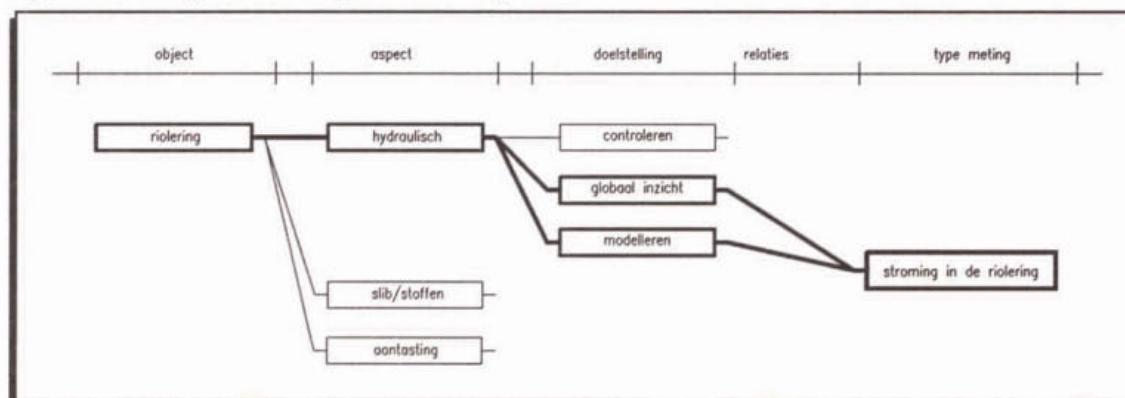 object aspect doelstelling relaties type meting
riolering hydraulisch controleren
globaal inzicht
modelleren
stroming in de riolering
slib/stoffen
aantasting